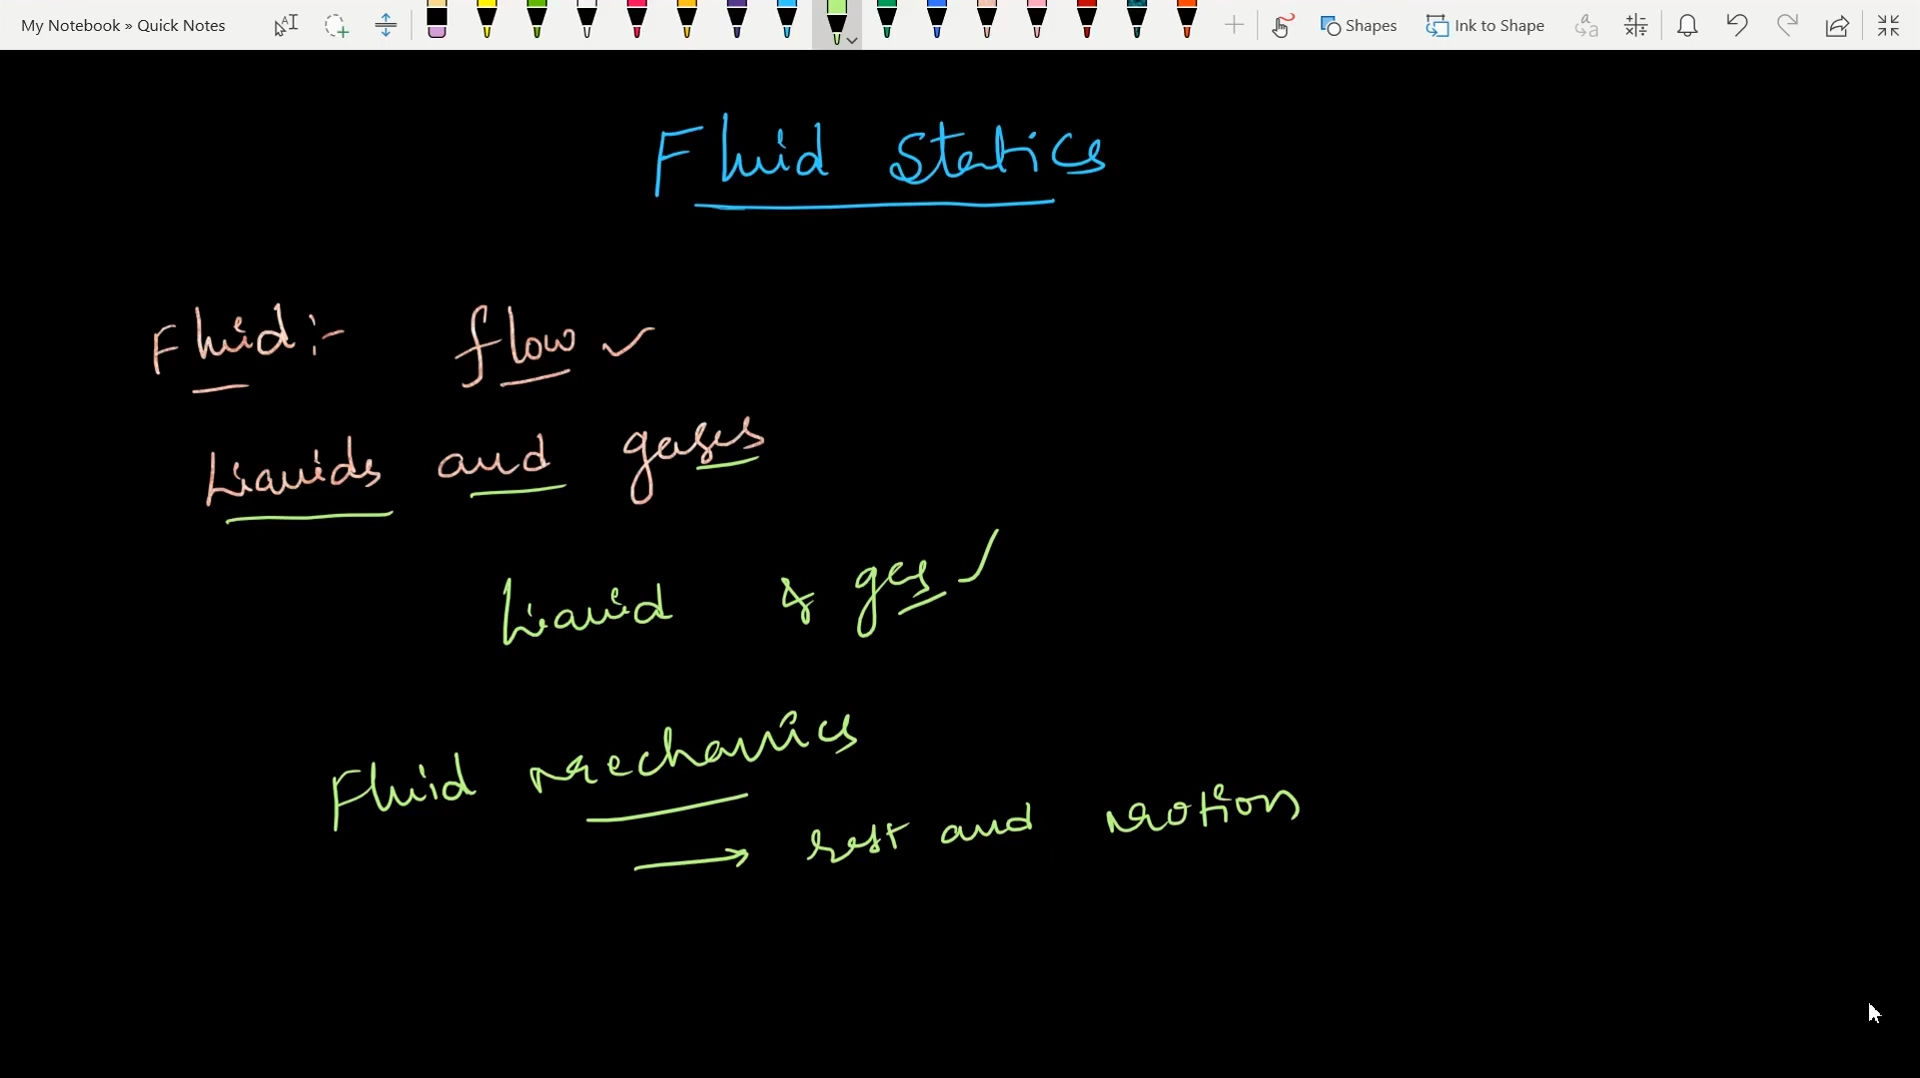 My Notebook » Quick Notes Shapes Ink to Shape
Fluid Statics
Fluid :- flow ✓
Liquids and gases
Liquid & gas ✓
Fluid mechanics
→ rest and motion